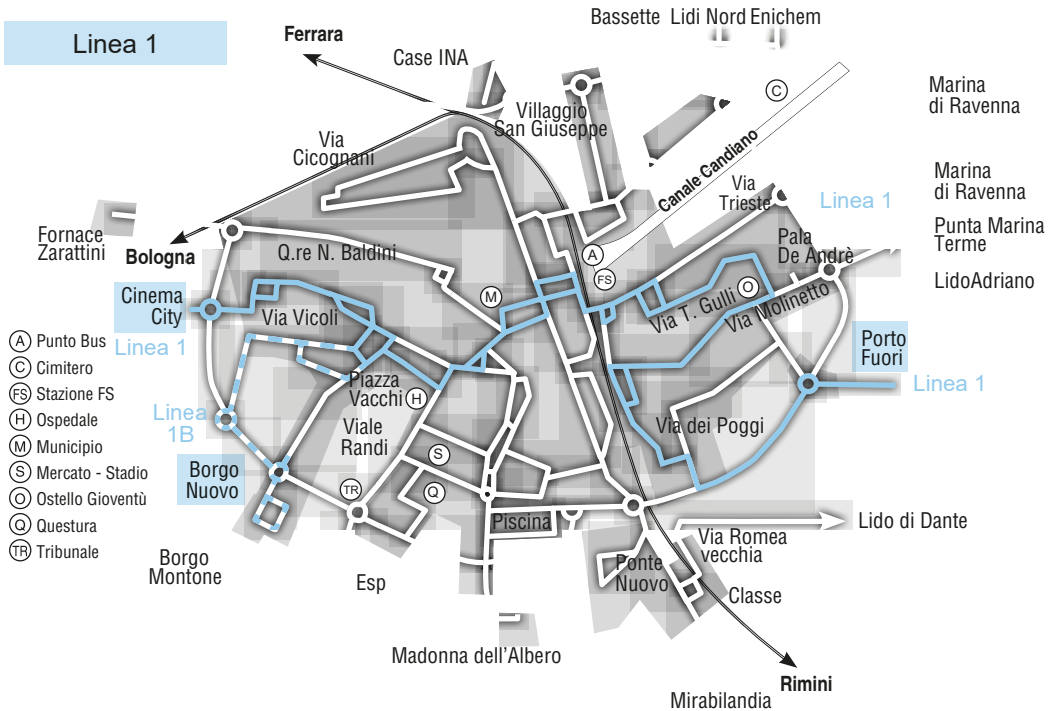 Linea 1
Ferrara
Case INA
Bassette
Lidi Nord
Enichem
C
Marina
di Ravenna
Villaggio
San Giuseppe
Via
Cicognani
Canale Candiano
Via
Trieste
Marina
di Ravenna
Linea 1
Punta Marina
Terme
Fornace
Zarattini
Bologna
Q.re N. Baldini
A
FS
Pala
De Andrè
LidoAdriano
Cinema
City
M
O
Via T. Gulli
Via Molinetto
Via Vicoli
Linea 1
Porto
Fuori
Linea 1
A Punto Bus
C Cimitero
FS Stazione FS
H Ospedale
M Municipio
S Mercato - Stadio
O Ostello Gioventù
Q Questura
TR Tribunale
Piazza
Vacchi
H
Linea
1B
Viale
Randi
Via dei Poggi
S
Borgo
Nuovo
TR
Q
Piscina
Lido di Dante
Via Romea
vecchia
Borgo
Montone
Esp
Ponte
Nuovo
Classe
Madonna dell'Albero
Rimini
Mirabilandia